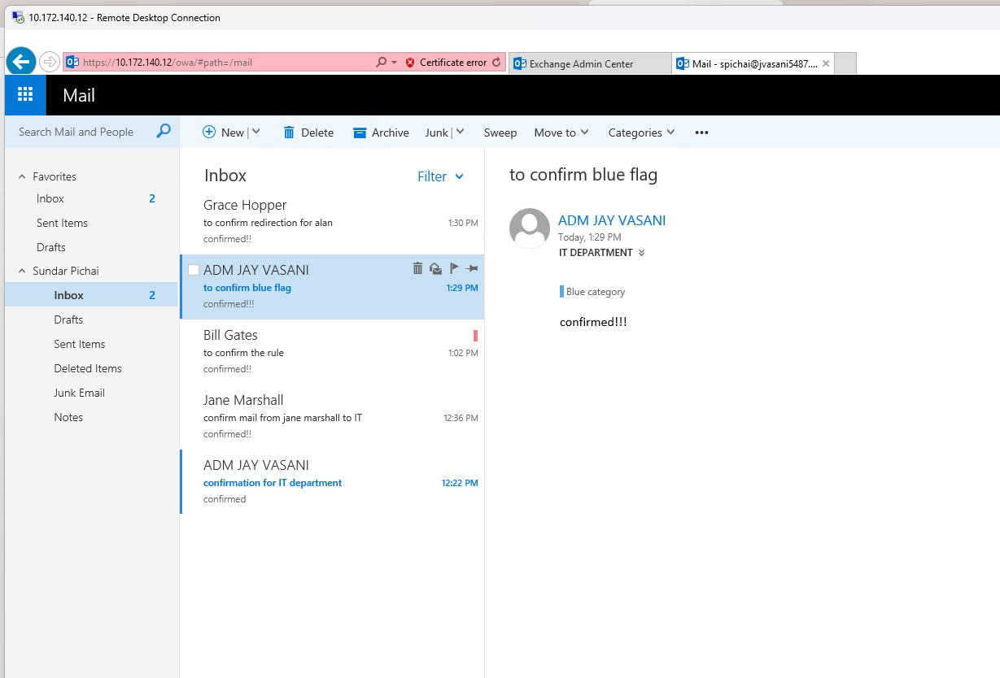 10.172.140.12 - Remote Desktop Connection
https://10.172.140.12/owa/#path=/mail
Certificate error
Exchange Admin Center
Mail - spichai@jvasani5487....
Mail
Search Mail and People
New
Delete
Archive
Junk
Sweep
Move to
Categories
Favorites
Inbox 2
Sent Items
Drafts
Sundar Pichai
Inbox 2
Drafts
Sent Items
Deleted Items
Junk Email
Notes
Inbox
Filter
Grace Hopper
to confirm redirection for alan 1:30 PM
confirmed!!
ADM JAY VASANI
to confirm blue flag 1:29 PM
confirmed!!!
Bill Gates
to confirm the rule 1:02 PM
confirmed!!
Jane Marshall
confirm mail from jane marshall to IT 12:36 PM
confirmed!!
ADM JAY VASANI
confirmation for IT department 12:22 PM
confirmed
to confirm blue flag
ADM JAY VASANI
Today, 1:29 PM
IT DEPARTMENT
Blue category
confirmed!!!